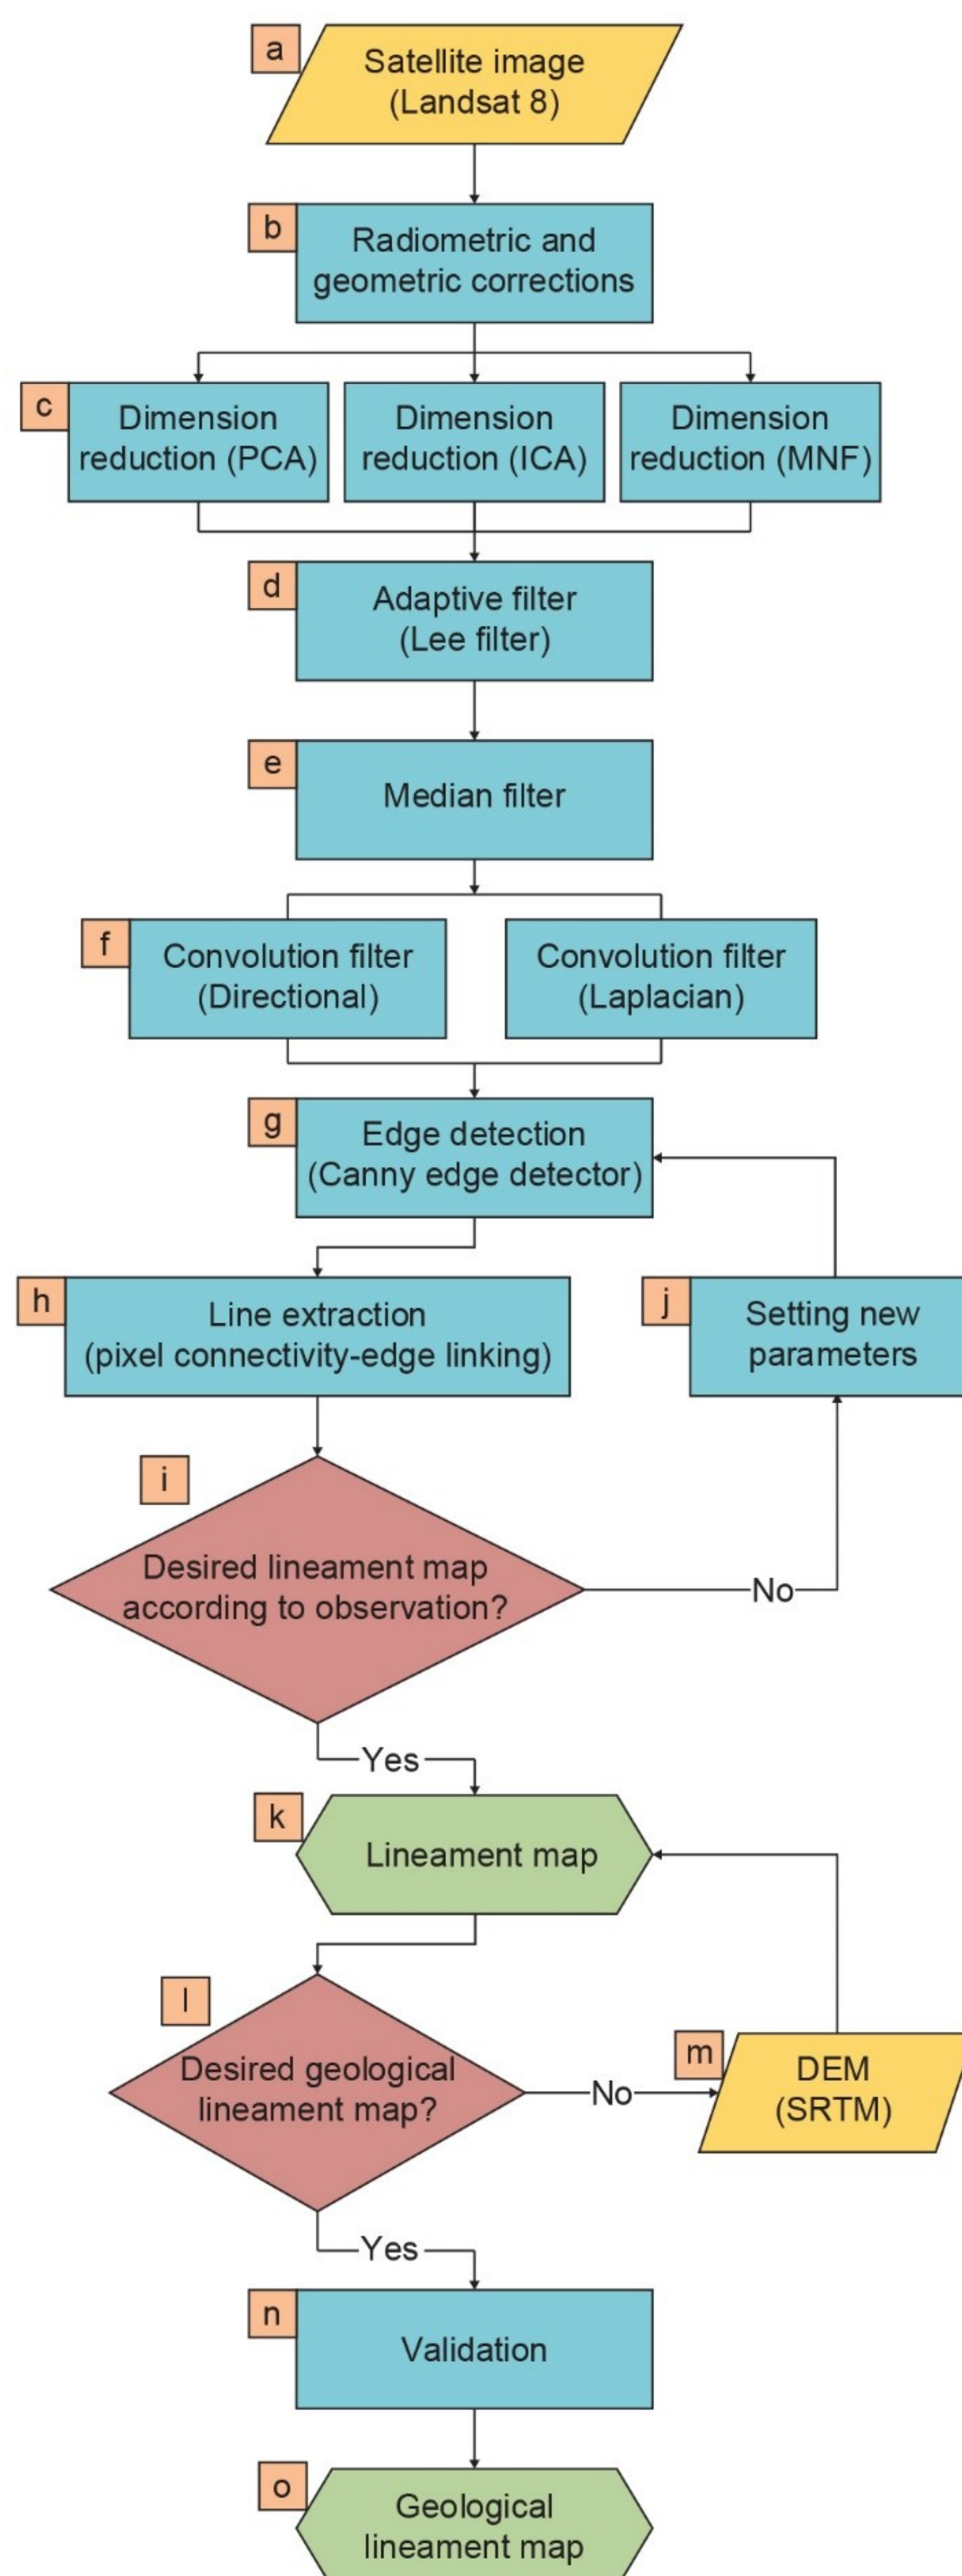 a
Satellite image
(Landsat 8)
b
Radiometric and
geometric corrections
c
Dimension
reduction (PCA)
Dimension
reduction (ICA)
Dimension
reduction (MNF)
d
Adaptive filter
(Lee filter)
e
Median filter
f
Convolution filter
(Directional)
Convolution filter
(Laplacian)
g
Edge detection
(Canny edge detector)
h
Line extraction
(pixel connectivity-edge linking)
j
Setting new
parameters
i
Desired lineament map
according to observation?
No
Yes
k
Lineament map
l
Desired geological
lineament map?
No
m
DEM
(SRTM)
Yes
n
Validation
o
Geological
lineament map